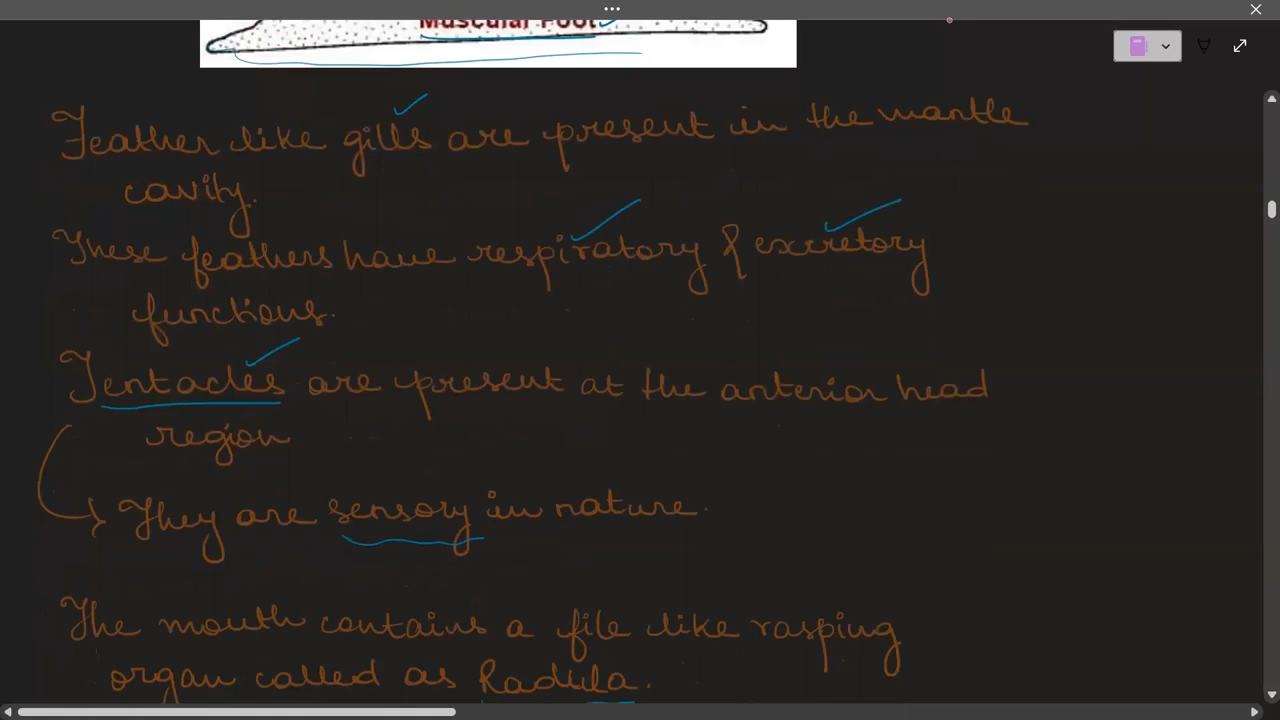 Muscular Foot
Feather like gills are present in the mantle
cavity.
These feathers have respiratory & excretory
functions.
Tentacles are present at the anterior head
region
They are sensory in nature.
The mouth contains a file like rasping
organ called as Radula.